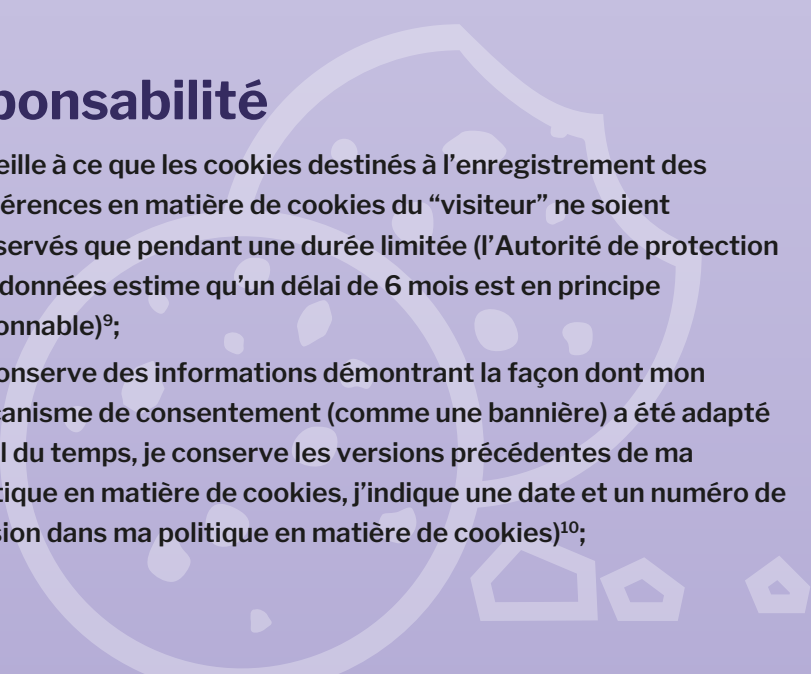 ponsabilité
eille à ce que les cookies destinés à l’enregistrement des
érences en matière de cookies du “visiteur” ne soient
servés que pendant une durée limitée (l’Autorité de protection
données estime qu’un délai de 6 mois est en principe
onnable)⁹;
onserve des informations démontrant la façon dont mon
canisme de consentement (comme une bannière) a été adapté
l du temps, je conserve les versions précédentes de ma
tique en matière de cookies, j’indique une date et un numéro de
sion dans ma politique en matière de cookies)¹⁰;